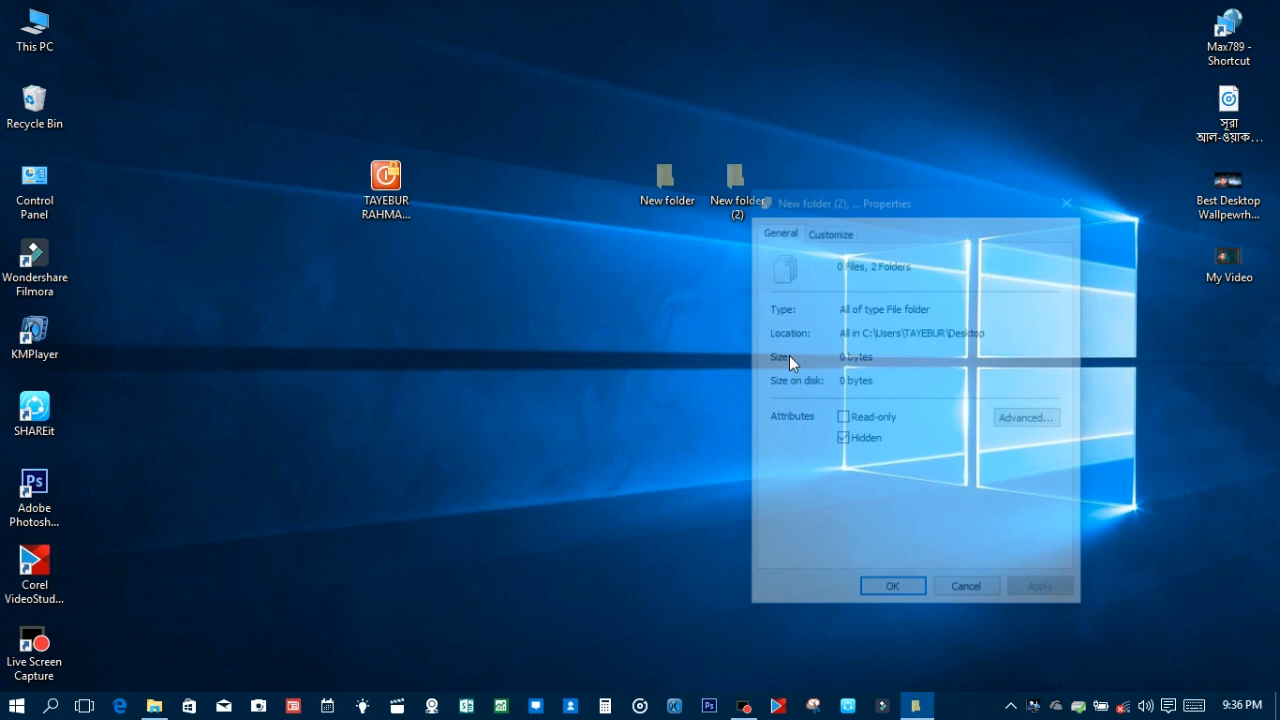 This PC
Recycle Bin
Control
Panel
Wondershare
Filmora
KMPlayer
SHAREit
Ps
Adobe
Photosh...
Corel
VideoStud...
Live Screen
Capture
TAYEBUR
RAHMA...
New folder
New folder
(2)
New folder (2), ... Properties
General
Customize
0 Files, 2 Folders
Type:
All of type File folder
Location:
All in C:\Users\TAYEBUR\Desktop
Size:
0 bytes
Size on disk:
0 bytes
Attributes
Read-only
Advanced...
Hidden
OK
Cancel
Apply
Max789 -
Shortcut
সূরা
আল-ওয়াক...
Best Desktop
Wallpewrh...
My Video
Ps
9:36 PM